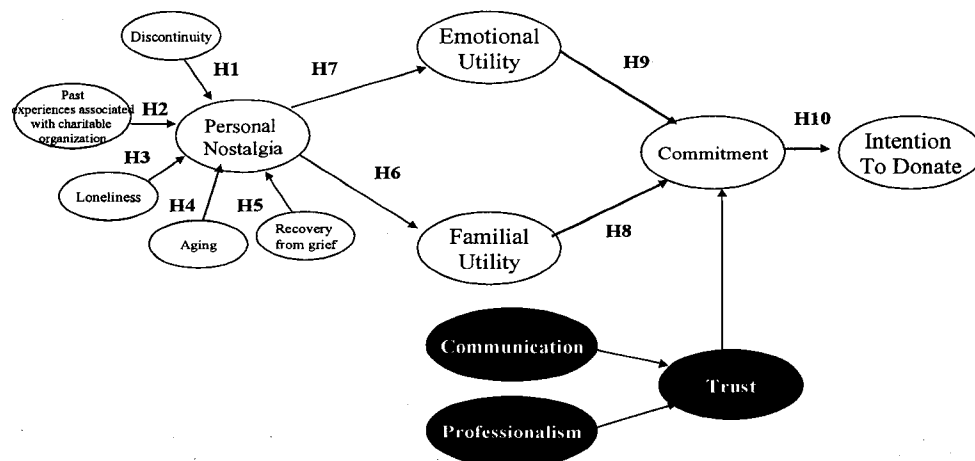 Discontinuity
H1
Past
experiences associated
with charitable
organization
H2
H3
Loneliness
H4
Aging
H5
Recovery
from grief
Personal
Nostalgia
H7
H6
Emotional
Utility
Familial
Utility
H9
H8
Commitment
H10
Intention
To Donate
Communication
Professionalism
Trust